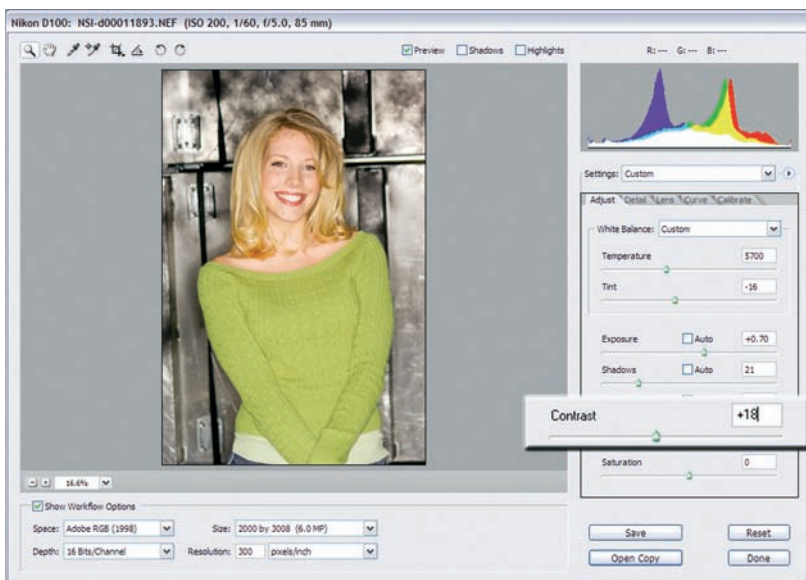 Nikon D100: NSI-d00011893.NEF (ISO 200, 1/60, f/5.0, 85 mm)
Preview Shadows Highlights R: --- G: --- B: ---
Settings: Custom
Adjust Detail Lens Curve Calibrate
White Balance: Custom
Temperature 5700
Tint -16
Exposure Auto +0.70
Shadows Auto 21
Contrast +18
Saturation 0
16.6%
Show Workflow Options
Space: Adobe RGB (1998) Size: 2000 by 3008 (6.0 MP)
Depth: 16 Bits/Channel Resolution: 300 pixels/inch
Save Reset
Open Copy Done